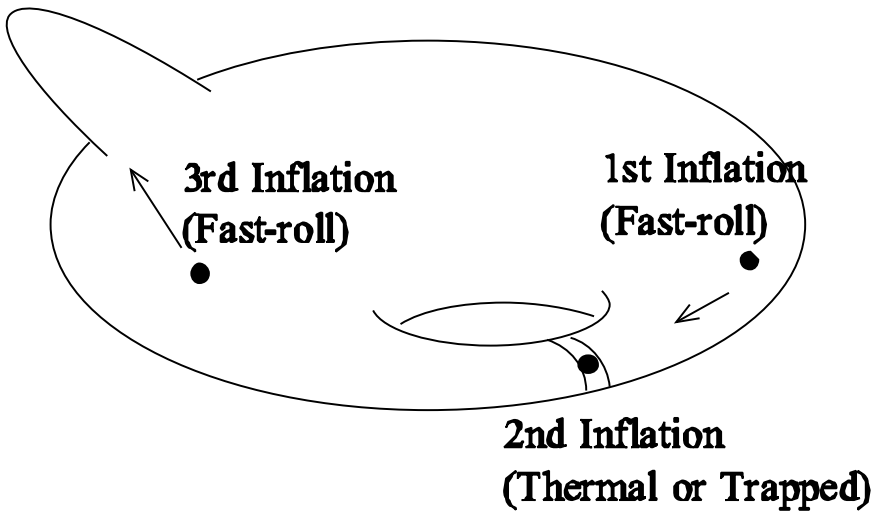 3rd Inflation
(Fast-roll)
1st Inflation
(Fast-roll)
2nd Inflation
(Thermal or Trapped)